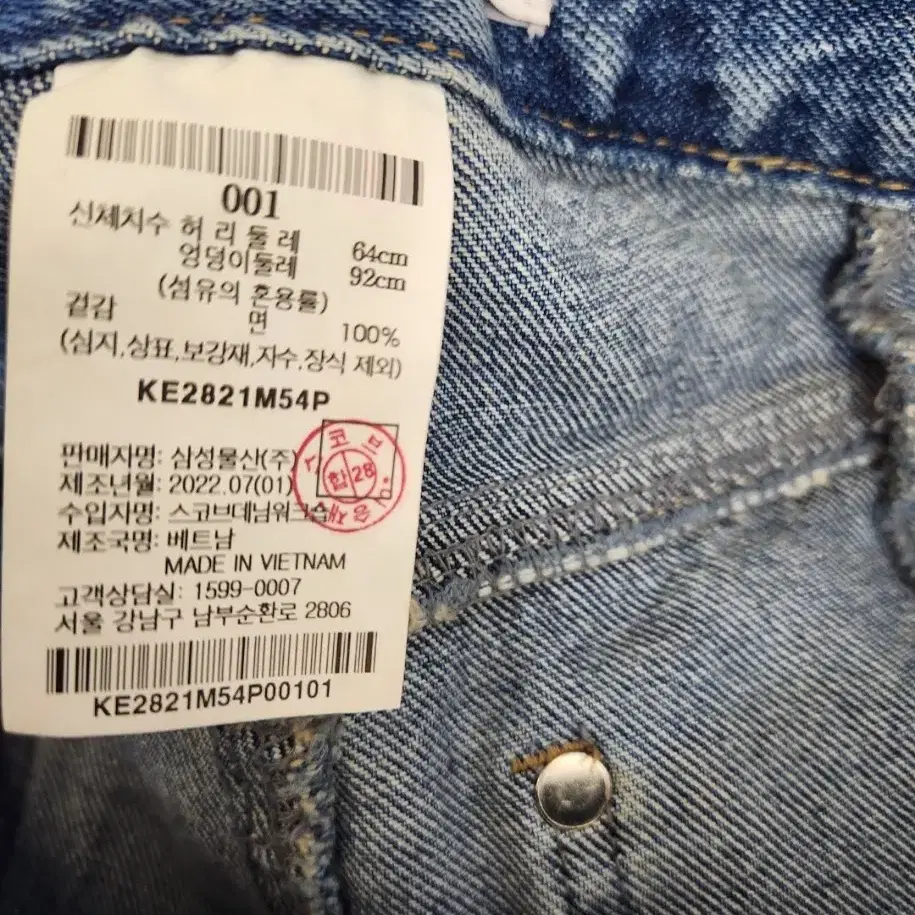 001
신체치수 허 리 둘 레 64cm
엉덩이둘레 92cm
(섬유의 혼용률)
겉감 면 100%
(심지,상표,보강재,자수,장식 제외)
KE2821M54P
판매자명: 삼성물산(주)
제조년월: 2022.07(01)
수입자명: 스코브데님워크숍
제조국명: 베트남
MADE IN VIETNAM
고객상담실: 1599-0007
서울 강남구 남부순환로 2806
KE2821M54P00101
합 28